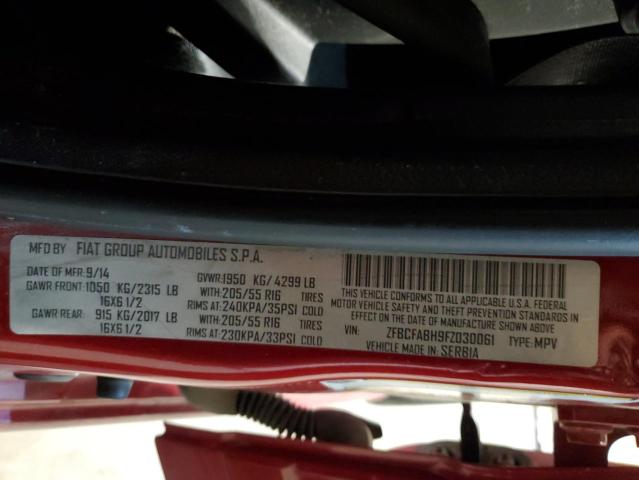 MFD BY FIAT GROUP AUTOMOBILES S.P.A.
DATE OF MFR: 9/14 GVWR: 1950 KG/ 4299 LB
GAWR FRONT: 1050 KG/2315 LB WITH: 205/55 R16 TIRES
16X6 1/2 RIMS AT: 240KPA/35PSI COLD
GAWR REAR: 915 KG/2017 LB WITH: 205/55 R16 TIRES
16X6 1/2 RIMS AT: 230KPA/33PSI COLD
THIS VEHICLE CONFORMS TO ALL APPLICABLE U.S.A. FEDERAL
MOTOR VEHICLE SAFETY, BUMPER AND THEFT PREVENTION STANDARDS
IN EFFECT ON THE DATE OF MANUFACTURE SHOWN ABOVE.
VIN: ZFBCFABH9FZ030061 TYPE: MPV
VEHICLE MADE IN: SERBIA